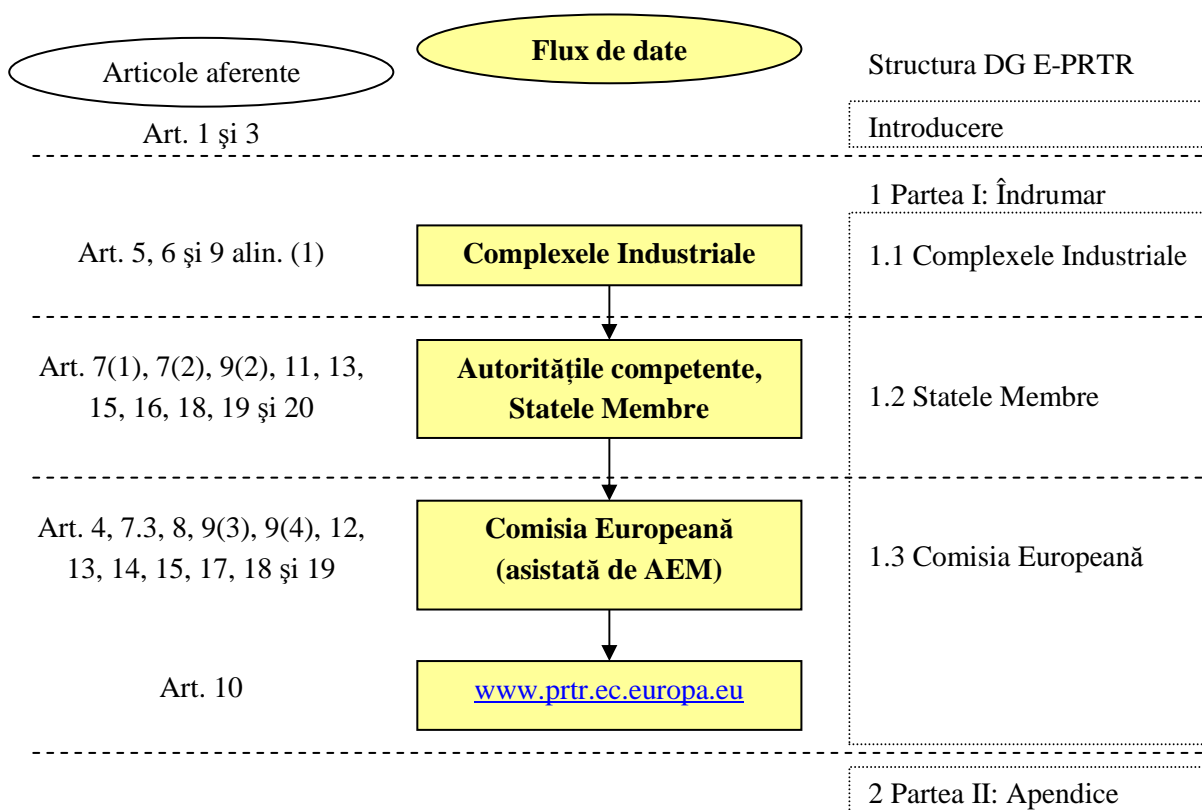 Articole aferente
Flux de date
Structura DG E-PRTR
Art. 1 şi 3
Introducere
1 Partea I: Îndrumar
Art. 5, 6 şi 9 alin. (1)
Complexele Industriale
1.1 Complexele Industriale
Art. 7(1), 7(2), 9(2), 11, 13,
15, 16, 18, 19 şi 20
Autorităţile competente,
Statele Membre
1.2 Statele Membre
Art. 4, 7.3, 8, 9(3), 9(4), 12,
13, 14, 15, 17, 18 şi 19
Comisia Europeană
(asistată de AEM)
1.3 Comisia Europeană
Art. 10
www.prtr.ec.europa.eu
2 Partea II: Apendice